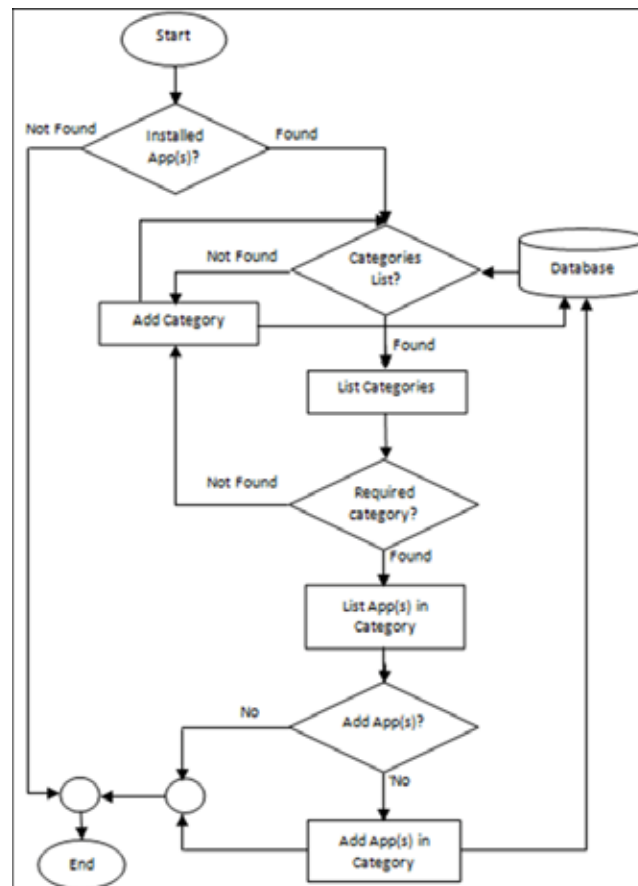 Start
Not Found
Installed
App(s)?
Found
Not Found
Categories
List?
Database
Add Category
Found
List Categories
Not Found
Required
category?
Found
List App(s) in
Category
No
Add App(s)?
"No
Add App(s) in
Category
End